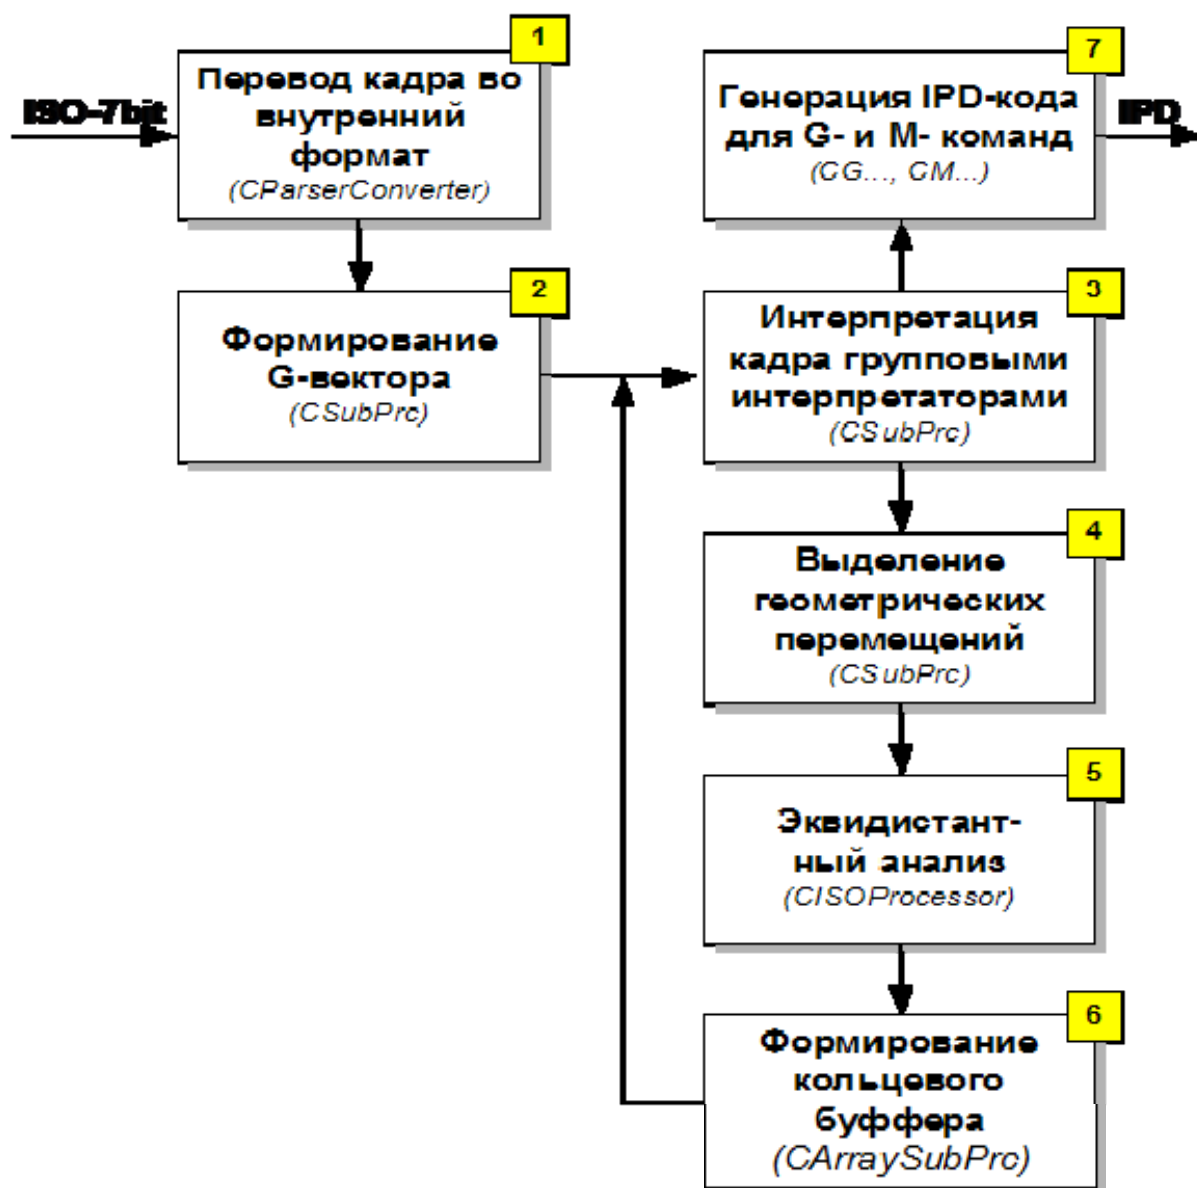 ISO-7bit
1
Перевод кадра во
внутренний
формат
(CParserConverter)
2
Формирование
G-вектора
(CSubPrc)
7
Генерация IPD-кода
для G- и M- команд
(CG..., CM...)
IPD
3
Интерпретация
кадра групповыми
интерпретаторами
(CSubPrc)
4
Выделение
геометрических
перемещений
(CSubPrc)
5
Эквидистант-
ный анализ
(CISOProcessor)
6
Формирование
кольцевого
буффера
(CArraySubPrc)